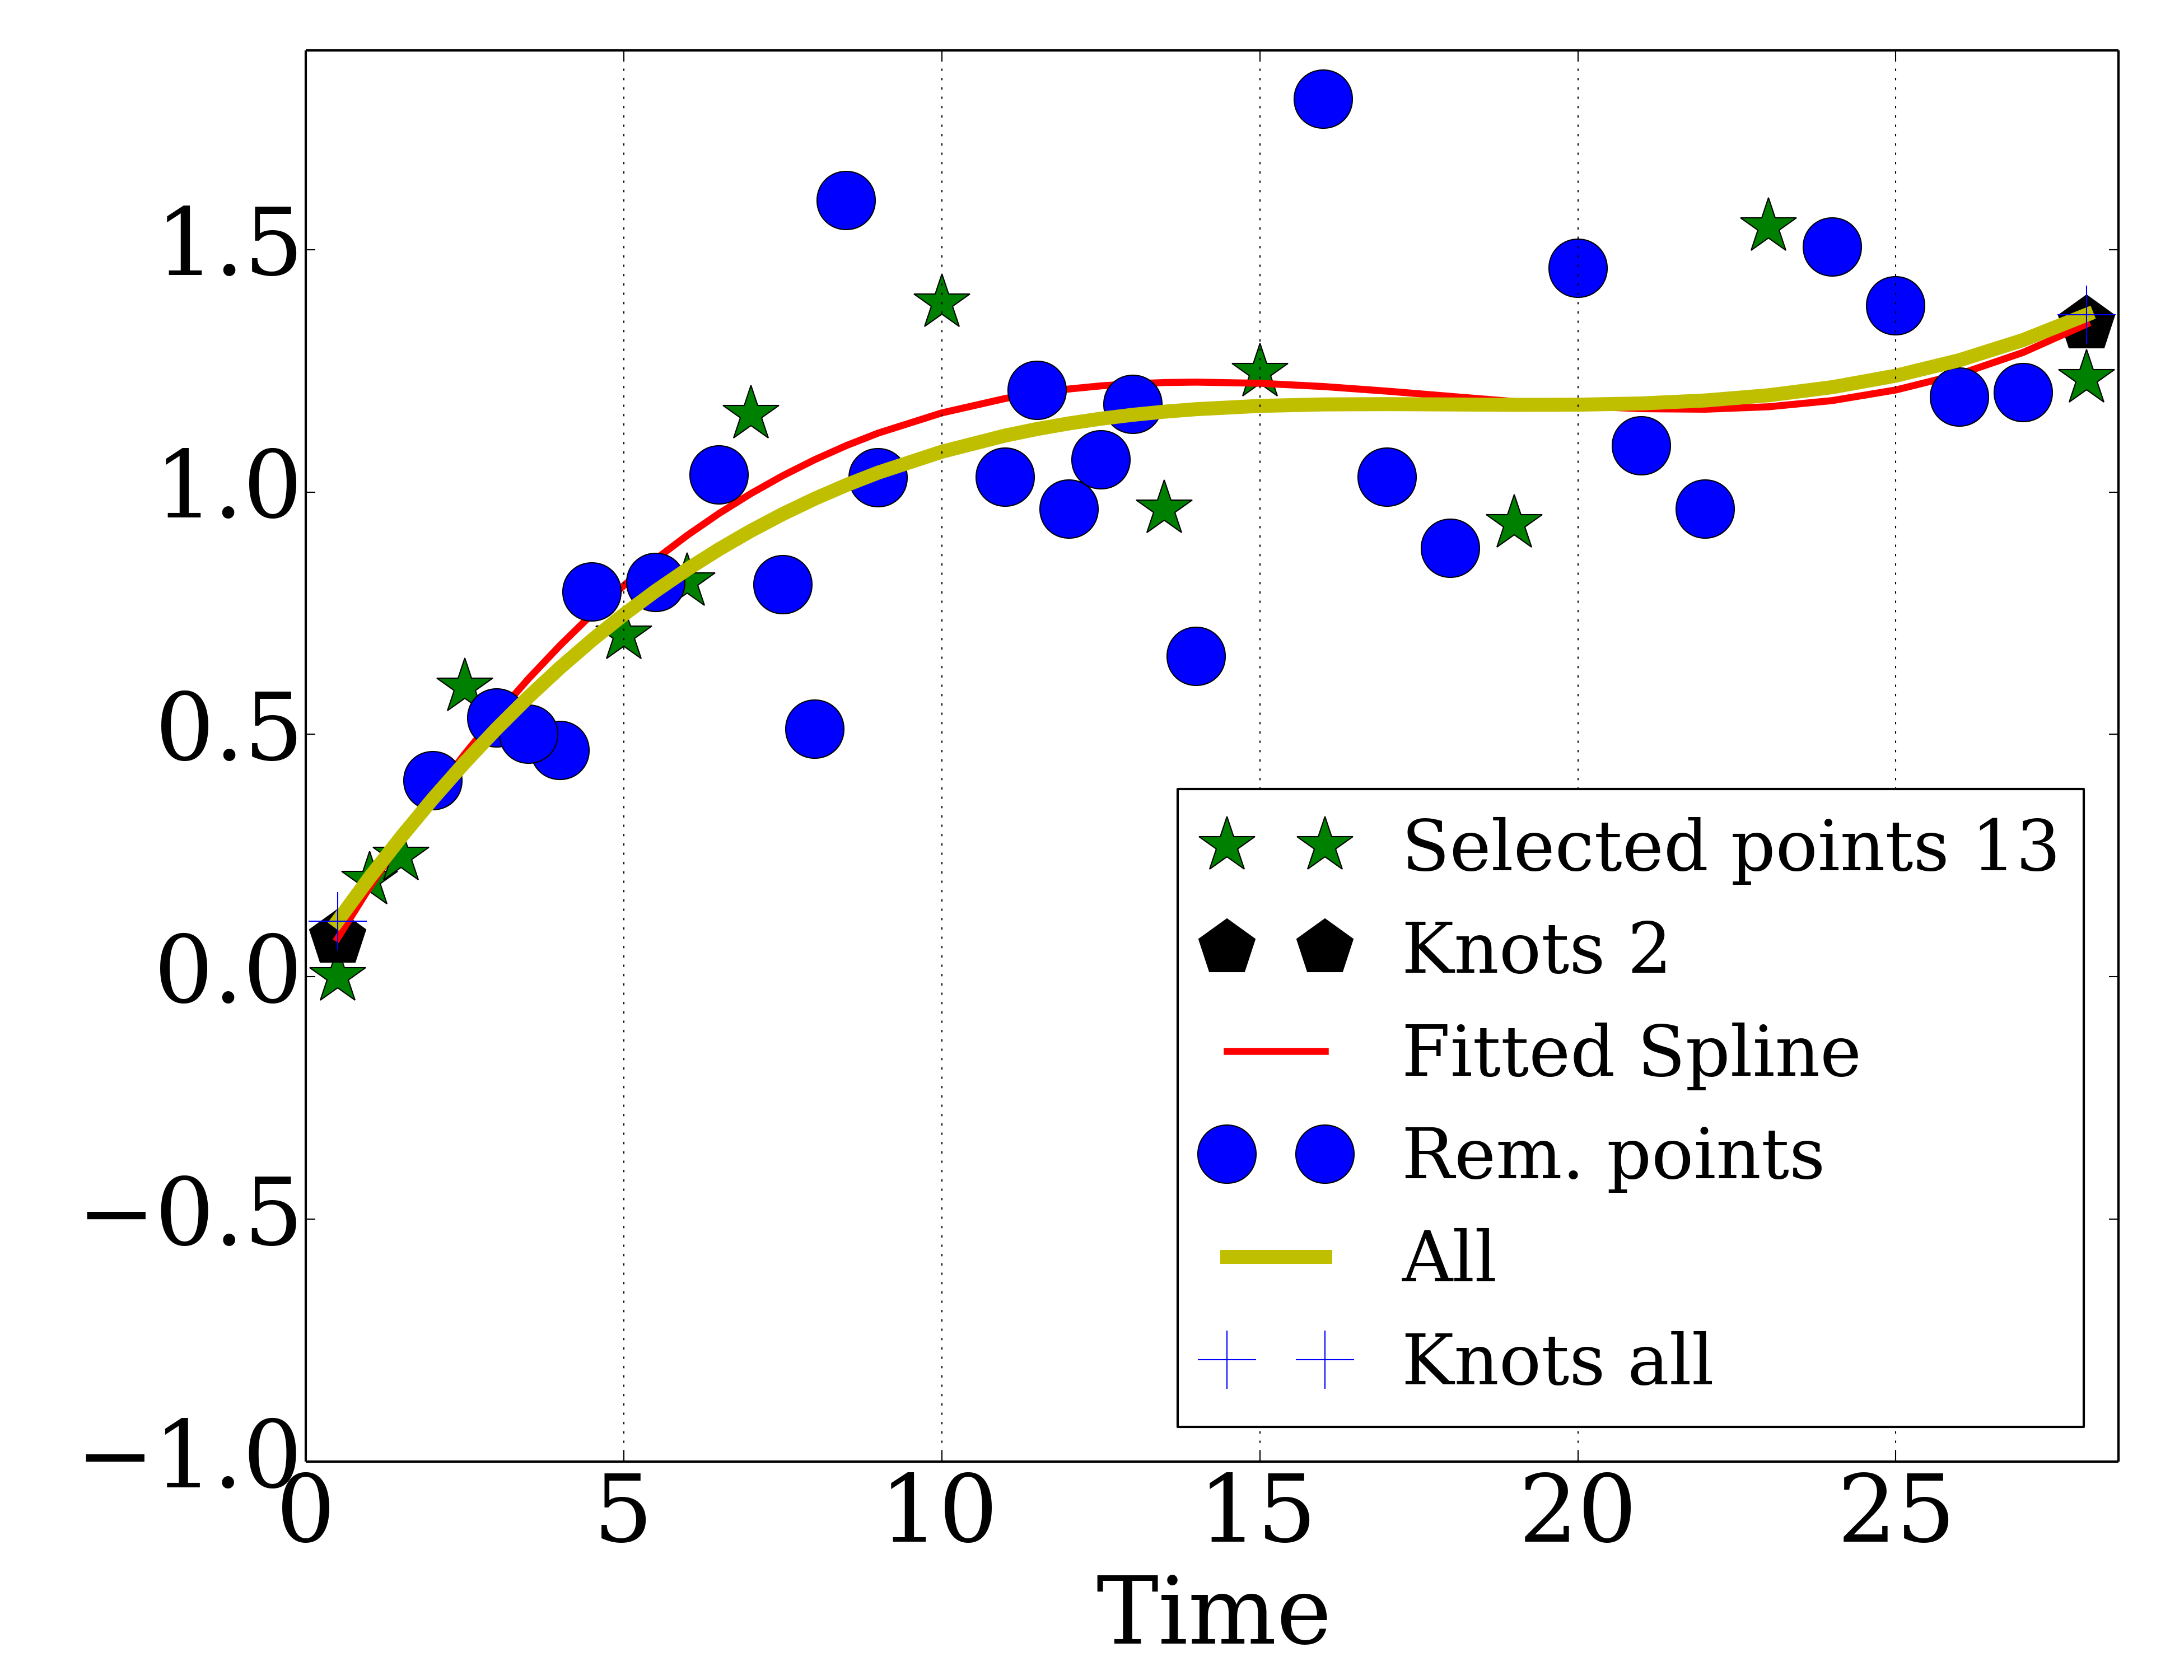 1.5
1.0
0.5
0.0
−0.5
−1.0
0 5 10 15 20 25
Time
Selected points 13
Knots 2
Fitted Spline
Rem. points
All
Knots all